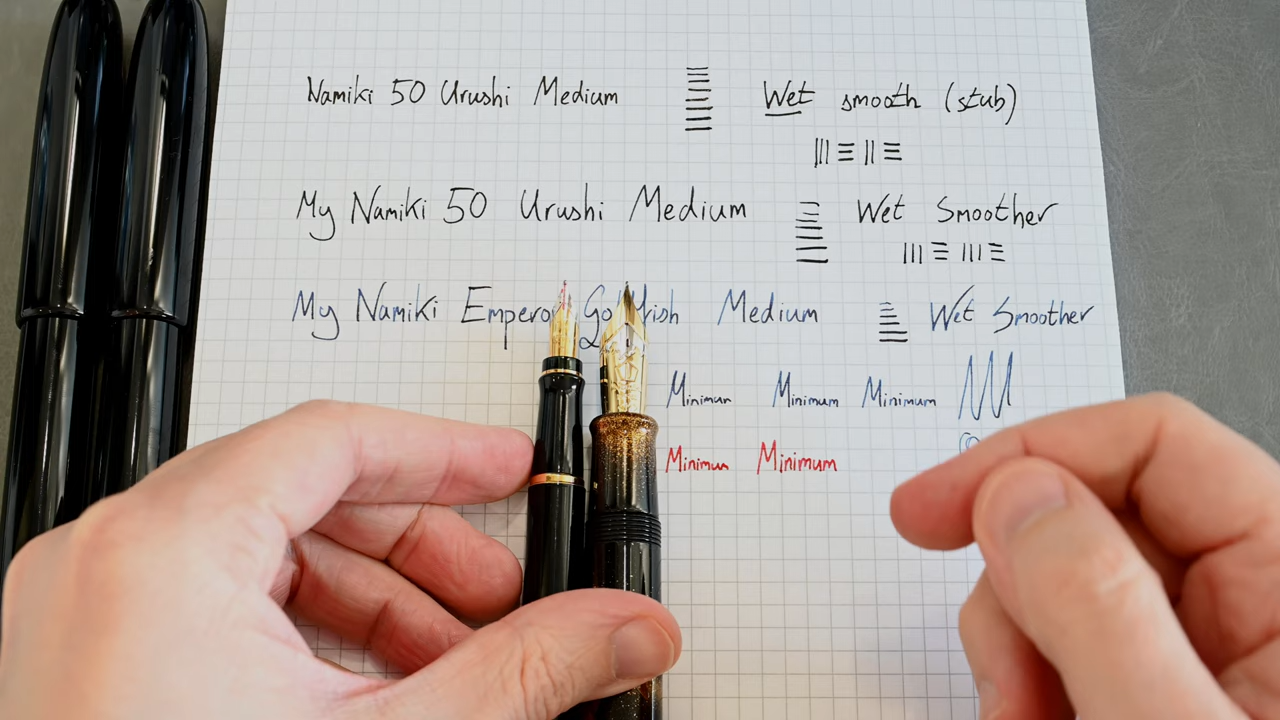 Namiki 50 Urushi Medium Wet smooth (stub)
My Namiki 50 Urushi Medium Wet Smoother
My Namiki Medium Wet Smoother
Minimum Minimum Minimum
Minimum Minimum